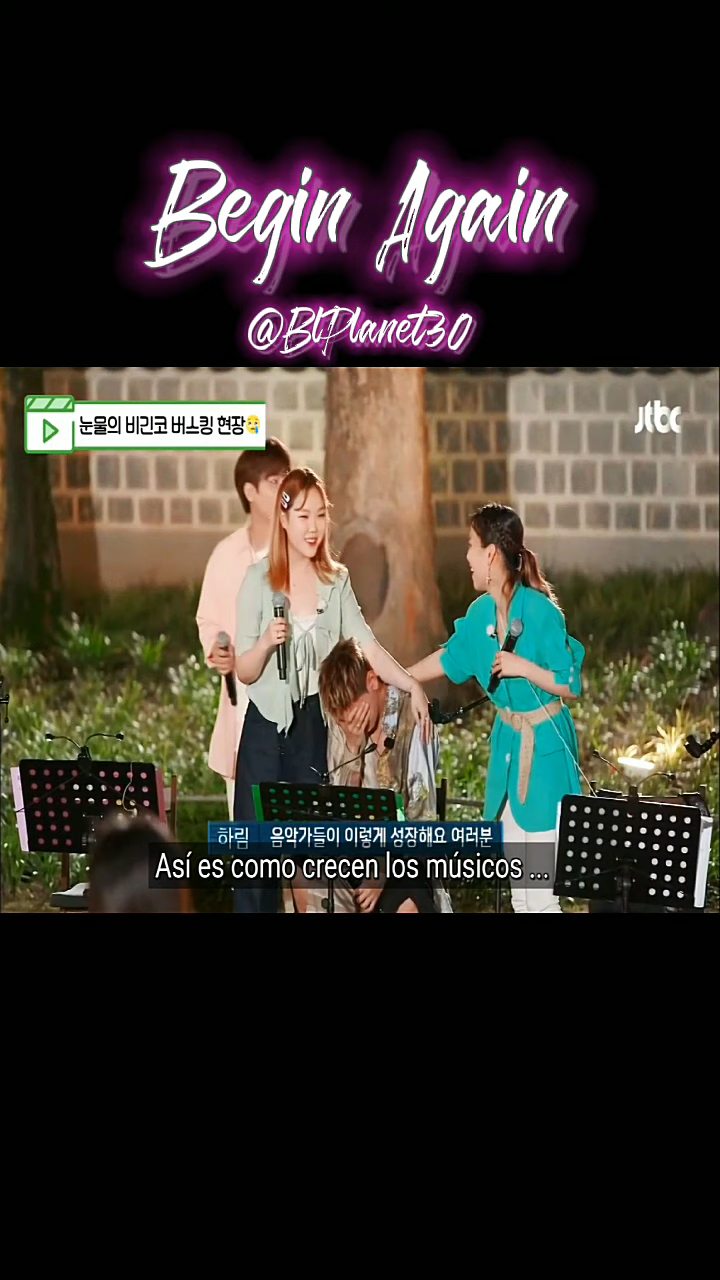 Begin Again
@BlPlanet30
눈물의 비긴코 버스킹 현장😢
jtbc
하림 음악가들이 이렇게 성장해요 여러분
Así es como crecen los músicos ...